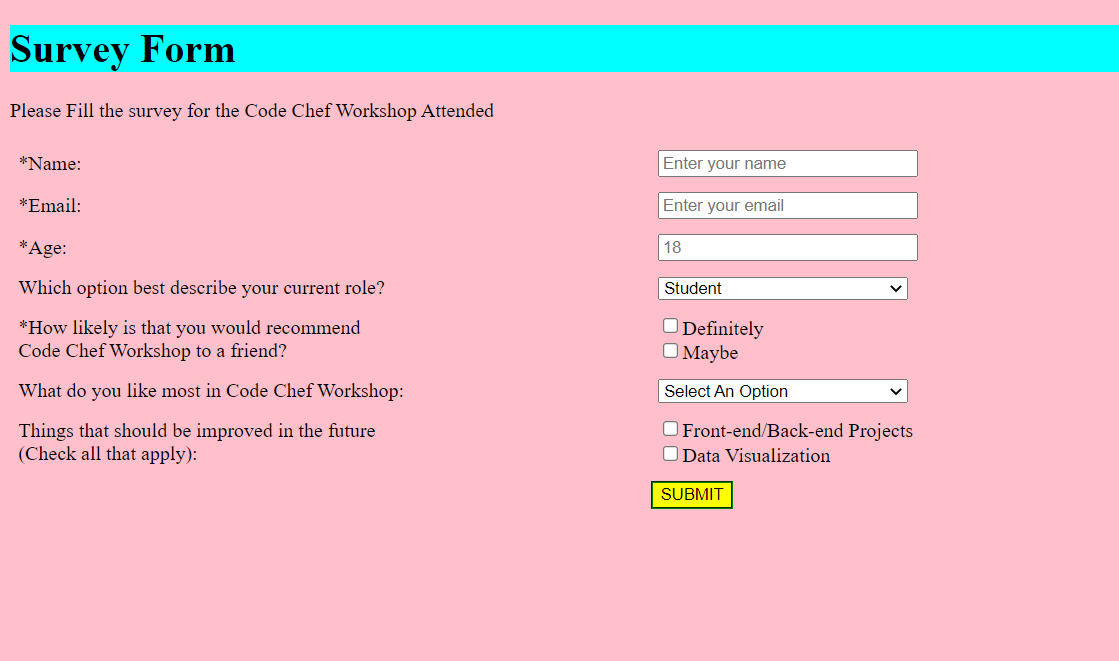 Survey Form
Please Fill the survey for the Code Chef Workshop Attended
*Name:
Enter your name
*Email:
Enter your email
*Age:
18
Which option best describe your current role?
Student
*How likely is that you would recommend
Code Chef Workshop to a friend?
Definitely
Maybe
What do you like most in Code Chef Workshop:
Select An Option
Things that should be improved in the future
(Check all that apply):
Front-end/Back-end Projects
Data Visualization
SUBMIT